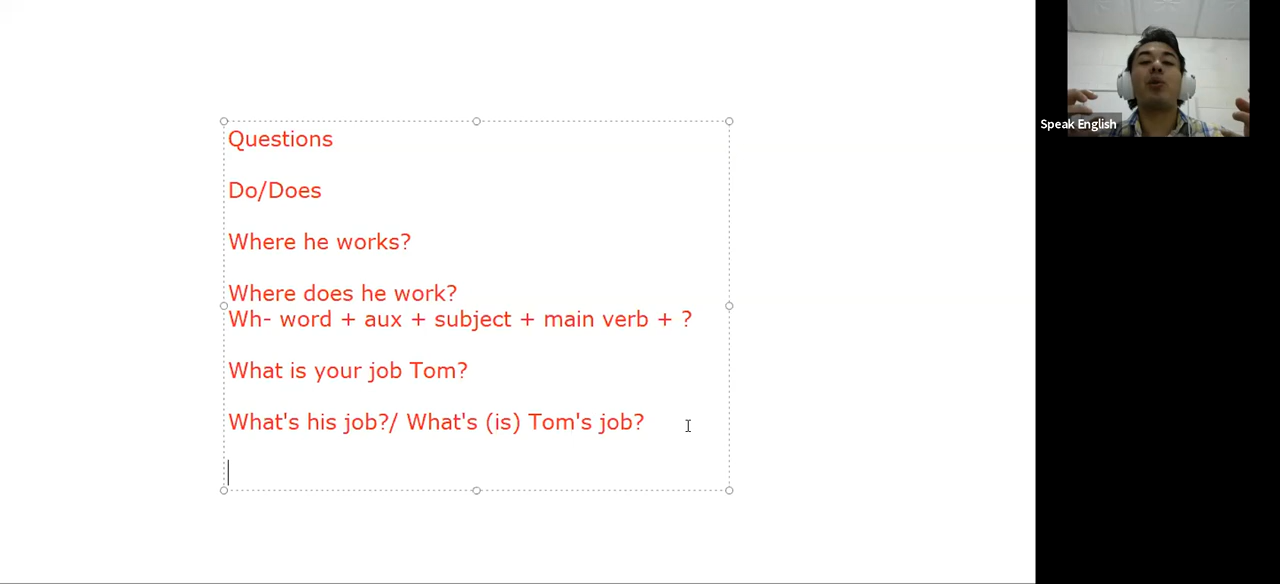 Questions
Do/Does
Where he works?
Where does he work?
Wh- word + aux + subject + main verb + ?
What is your job Tom?
What's his job?/ What's (is) Tom's job?
Speak English